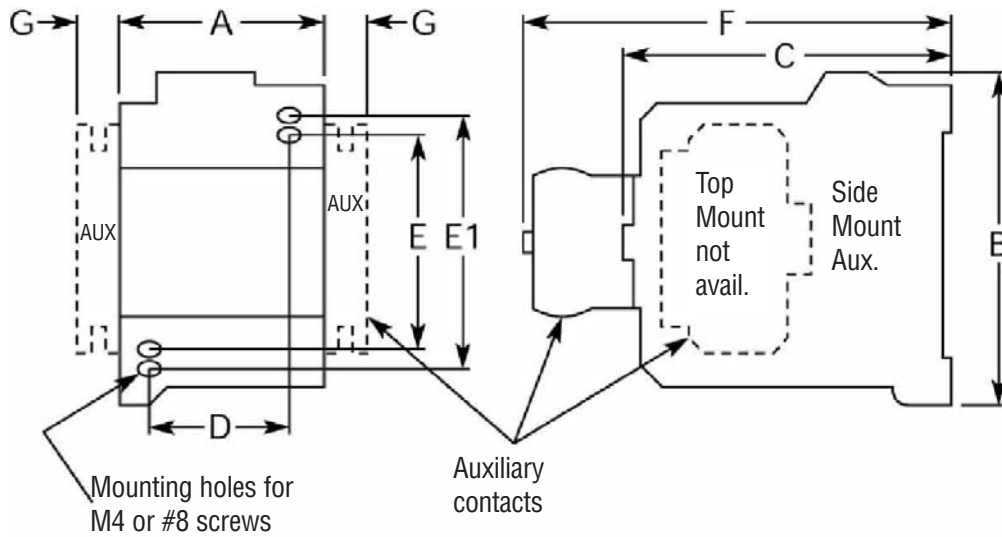 G
A
G
F
C
AUX
AUX
E
E1
Top
Mount
not
avail.
Side
Mount
Aux.
B
D
Mounting holes for
M4 or #8 screws
Auxiliary
contacts